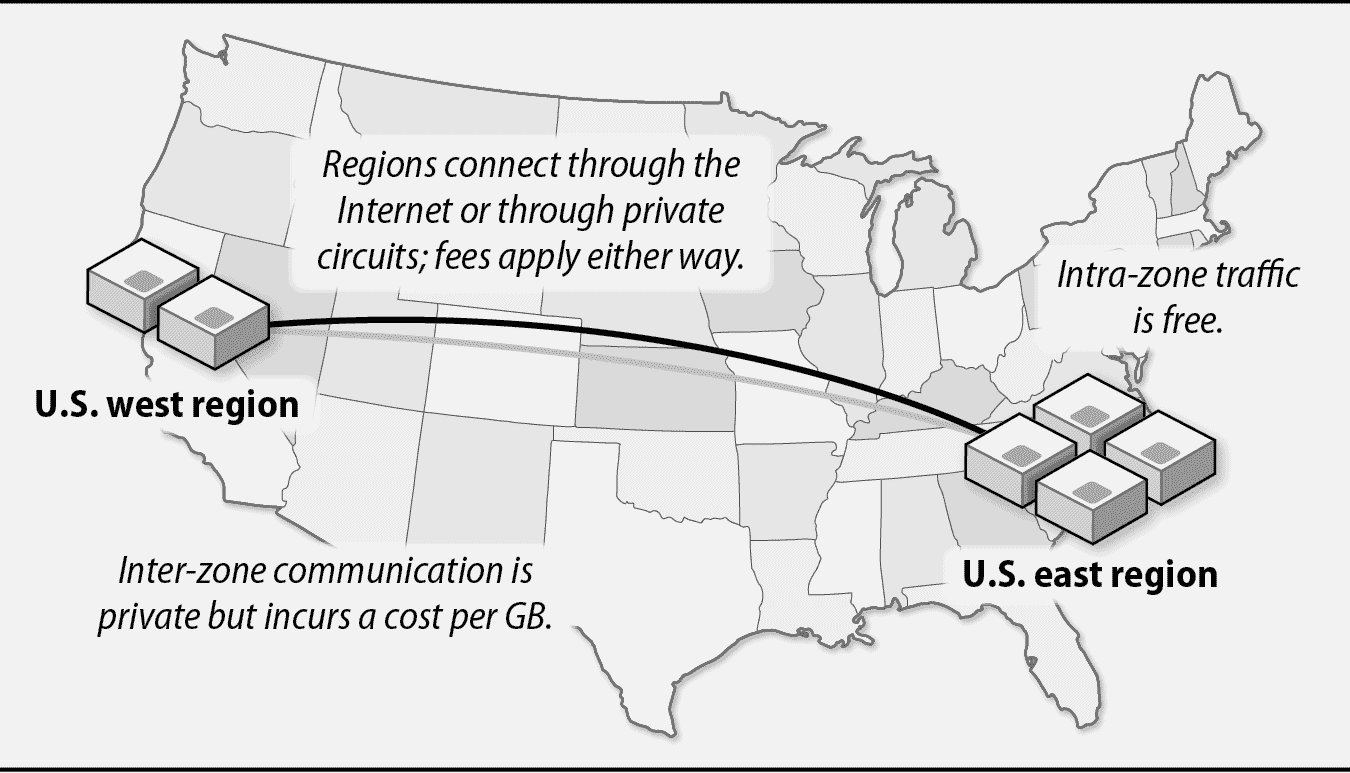 Regions connect through the
Internet or through private
circuits; fees apply either way.
Intra-zone traffic
is free.
U.S. west region
Inter-zone communication is
private but incurs a cost per GB.
U.S. east region